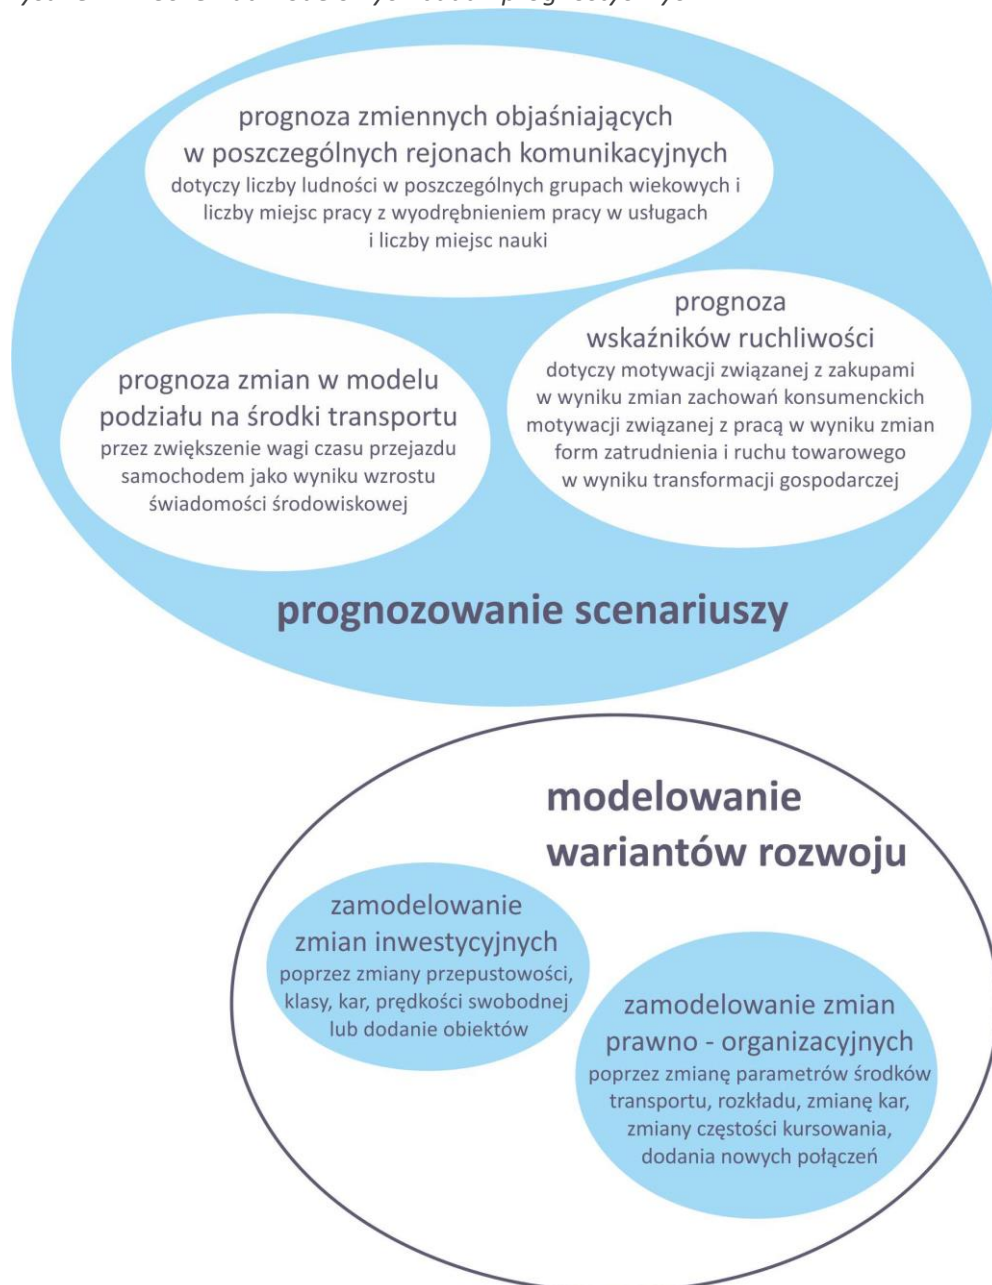 prognoza zmiennych objaśniających
w poszczególnych rejonach komunikacyjnych
dotyczy liczby ludności w poszczególnych grupach wiekowych i
liczby miejsc pracy z wyodrębnieniem pracy w usługach
i liczby miejsc nauki
prognoza
wskaźników ruchliwości
dotyczy motywacji związanej z zakupami
w wyniku zmian zachowań konsumenckich
motywacji związanej z pracą w wyniku zmian
form zatrudnienia i ruchu towarowego
w wyniku transformacji gospodarczej
prognoza zmian w modelu
podziału na środki transportu
przez zwiększenie wagi czasu przejazdu
samochodem jako wyniku wzrostu
świadomości środowiskowej
prognozowanie scenariuszy
modelowanie
wariantów rozwoju
zamodelowanie
zmian inwestycyjnych
poprzez zmiany przepustowości,
klasy, kar, prędkości swobodnej
lub dodanie obiektów
zamodelowanie zmian
prawno - organizacyjnych
poprzez zmianę parametrów środków
transportu, rozkładu, zmianę kar,
zmiany częstości kursowania,
dodania nowych połączeń